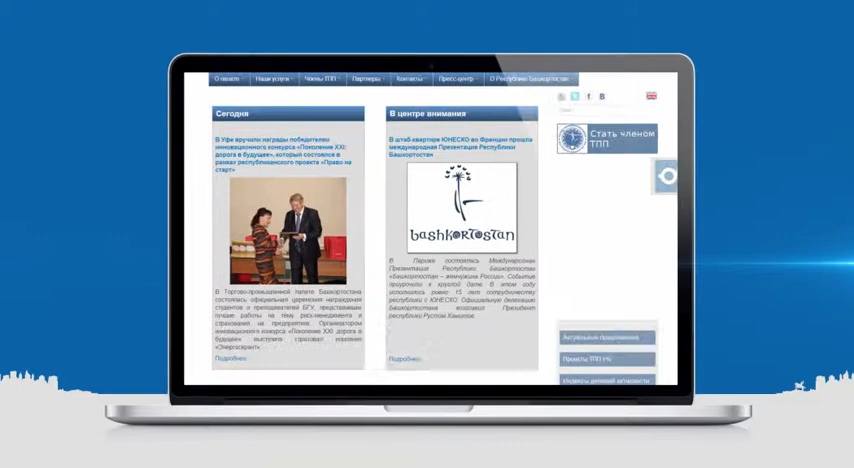 О палате
Наши услуги
Члены ТПП
Партнеры
Контакты
Пресс-центр
О Республике Башкортостан
Сегодня
В Уфе вручили награды победителям
инновационного конкурса «Поколение XXI:
дорога в будущее», который состоялся в
рамках республиканского проекта «Право на
старт»
В Торгово-промышленной палате Башкортостана
состоялась официальная церемония награждения
студентов и преподавателей БГУ, представивших
лучшие работы на тему риск-менеджмента и
страхования на предприятии. Организатором
инновационного конкурса «Поколение XXI: дорога в
будущее» выступила страховая компания
«Энергогарант»
Подробнее
В центре внимания
В штаб-квартире ЮНЕСКО во Франции прошла
международная Презентация Республики
Башкортостан
bashkortostan
В Париже состоялась Международная
Презентация Республики Башкортостан
«Башкортостан – жемчужина России». Событие
приурочили к круглой дате. В этом году
исполнилось ровно 15 лет сотрудничеству
республики с ЮНЕСКО. Официальную делегацию
Башкортостана возглавил Президент
республики Рустэм Хамитов.
Подробнее
Стать членом
ТПП
Актуальные предложения
Проекты ТПП РБ
Индексы деловой активности